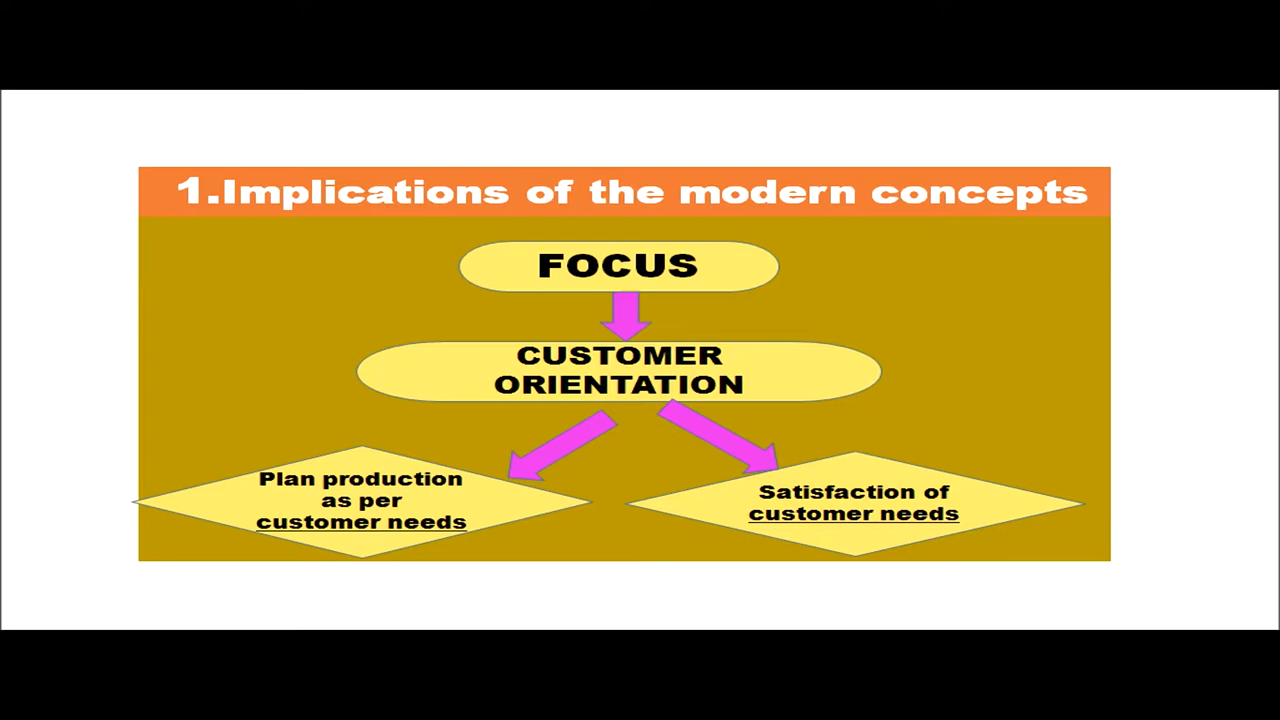 1.Implications of the modern concepts
FOCUS
CUSTOMER
ORIENTATION
Plan production
as per
customer needs
Satisfaction of
customer needs